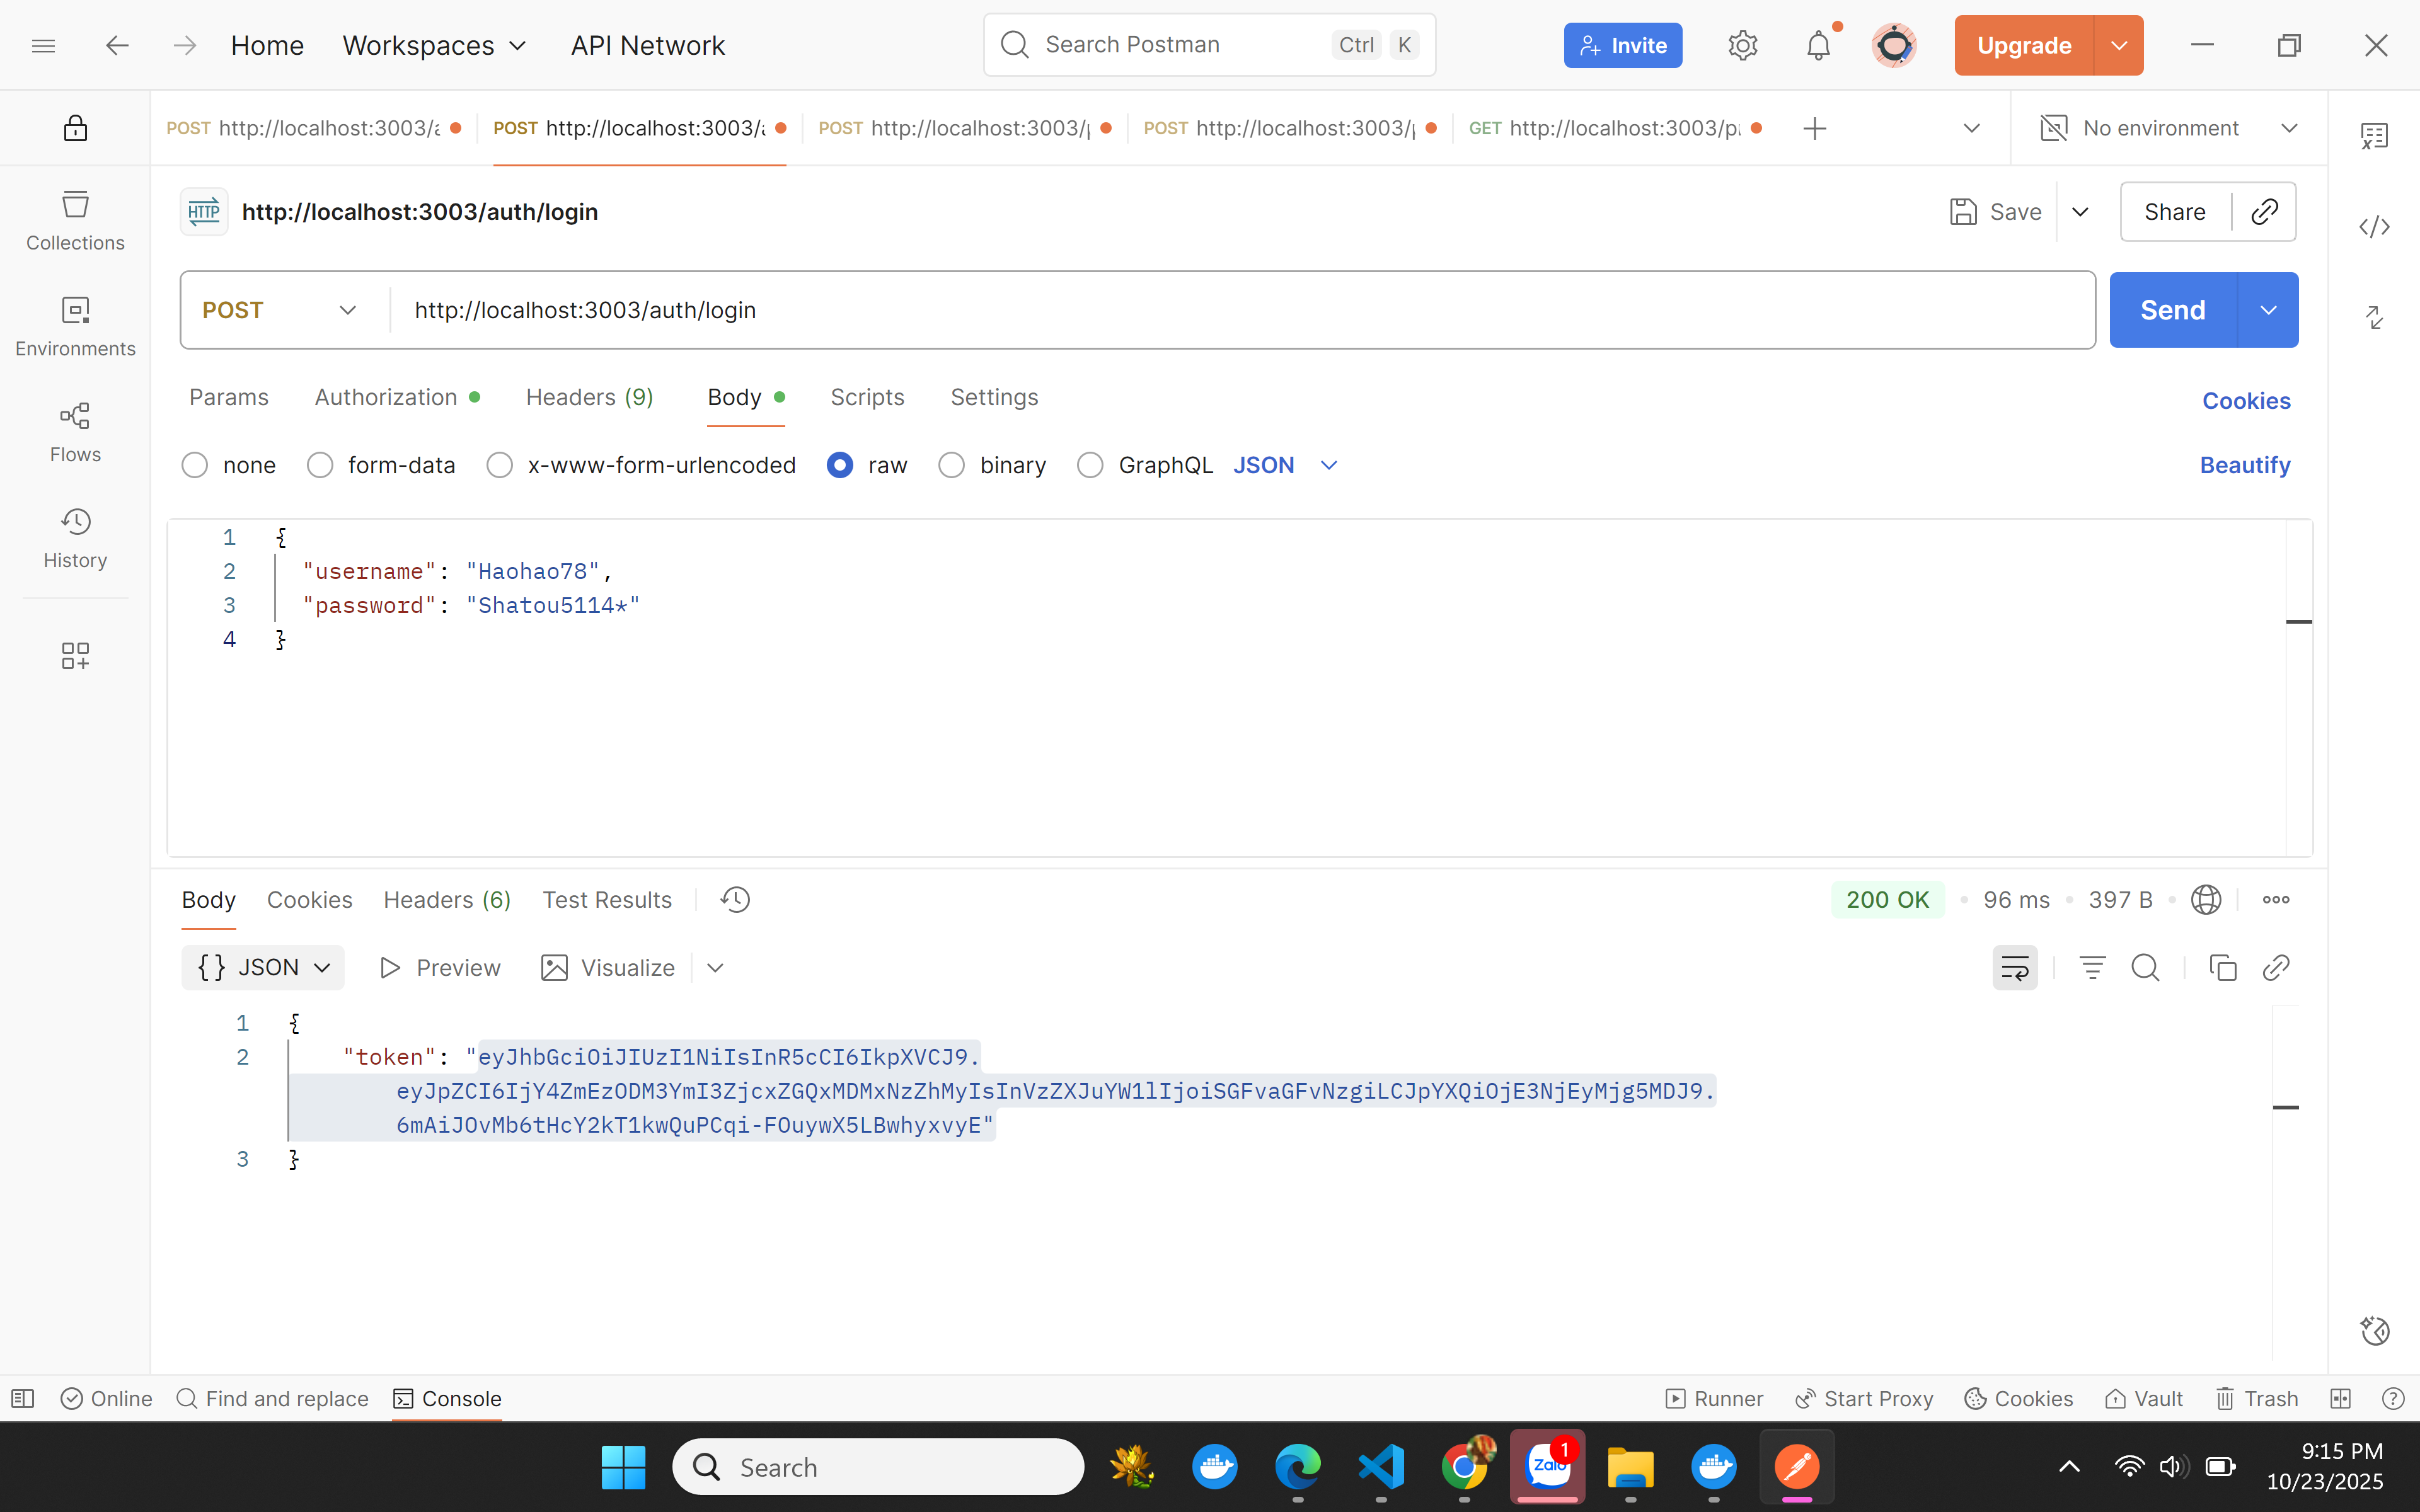 Home Workspaces API Network Search Postman Ctrl K Invite Upgrade
POST http://localhost:3003/a POST http://localhost:3003/a POST http://localhost:3003/p POST http://localhost:3003/p GET http://localhost:3003/pr No environment
HTTP http://localhost:3003/auth/login Save Share
Collections
POST http://localhost:3003/auth/login Send
Environments
Params Authorization Headers (9) Body Scripts Settings Cookies
Flows
none form-data x-www-form-urlencoded raw binary GraphQL JSON Beautify
History
1 {
2 "username": "Haohao78",
3 "password": "Shatou5114*"
4 }
Body Cookies Headers (6) Test Results 200 OK • 96 ms • 397 B
{} JSON Preview Visualize
1 {
2 "token": "eyJhbGciOiJIUzI1NiIsInR5cCI6IkpXVCJ9.
eyJpZCI6IjY4ZmEzODM3YmI3ZjcxZGQxMDMxNzZhMyIsInVzZXJuYW1lIjoiSGFvaGFvNzgiLCJpYXQiOjE3NjEyMjg5MDJ9.
6mAiJOvMb6tHcY2kT1kwQuPCqi-FOuywX5LBwhyxvyE"
3 }
Online Find and replace Console Runner Start Proxy Cookies Vault Trash
Search Zalo 1 9:15 PM
10/23/2025